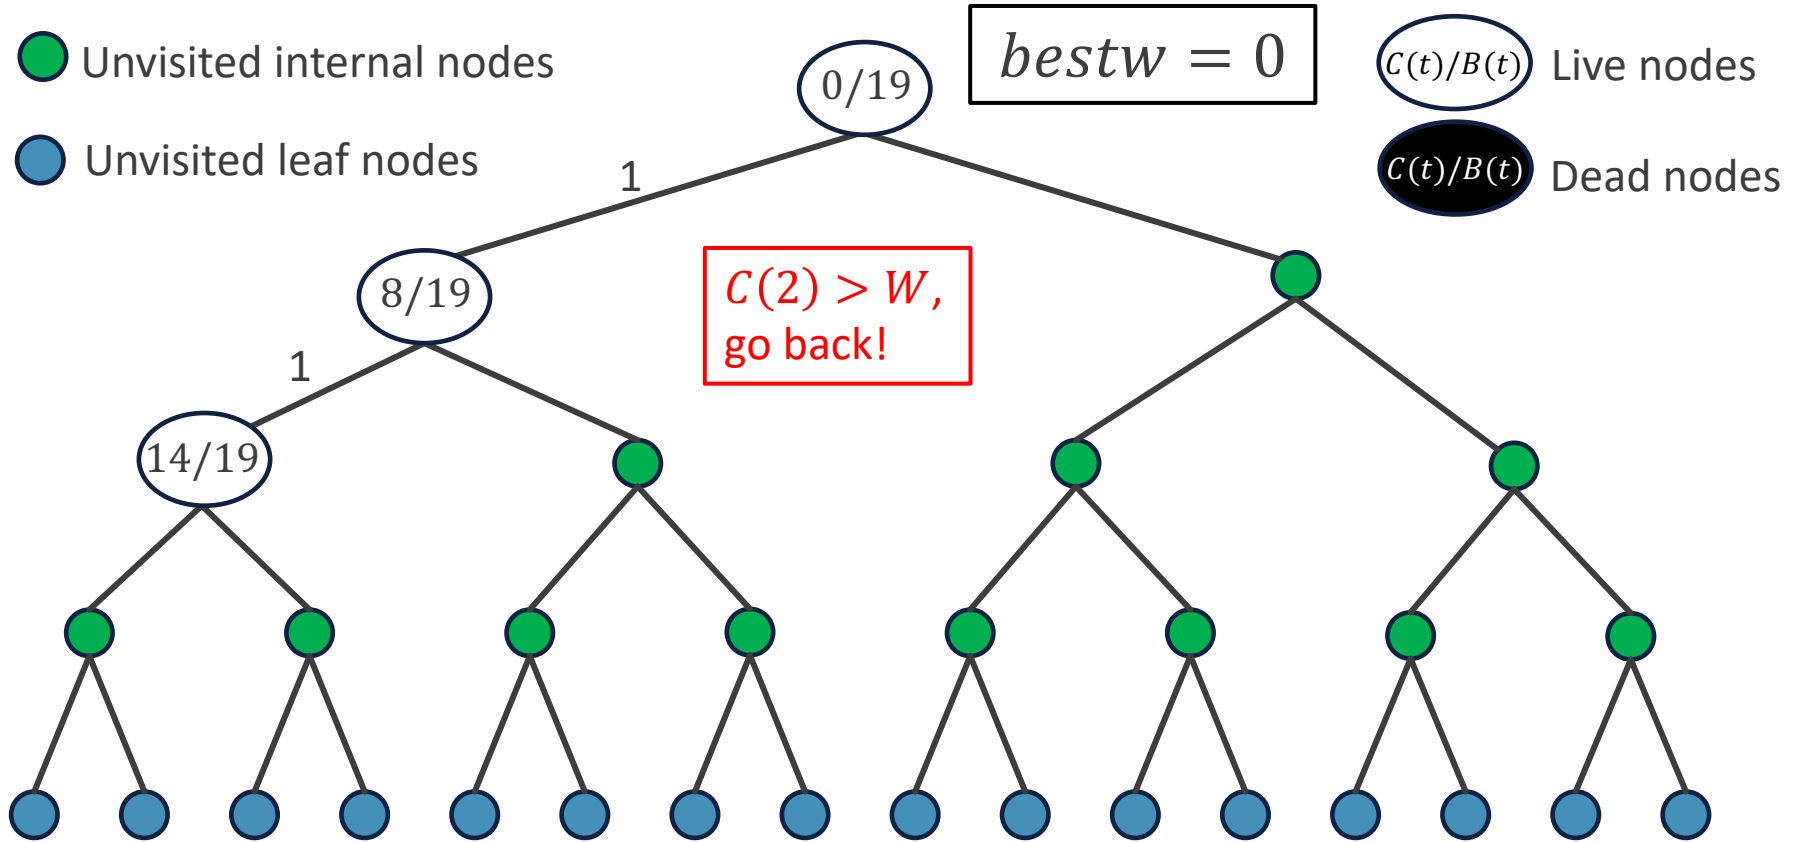 Unvisited internal nodes
Unvisited leaf nodes
0/19
bestw = 0
C(t)/B(t)
Live nodes
C(t)/B(t)
Dead nodes
1
8/19
C(2) > W,
go back!
1
14/19